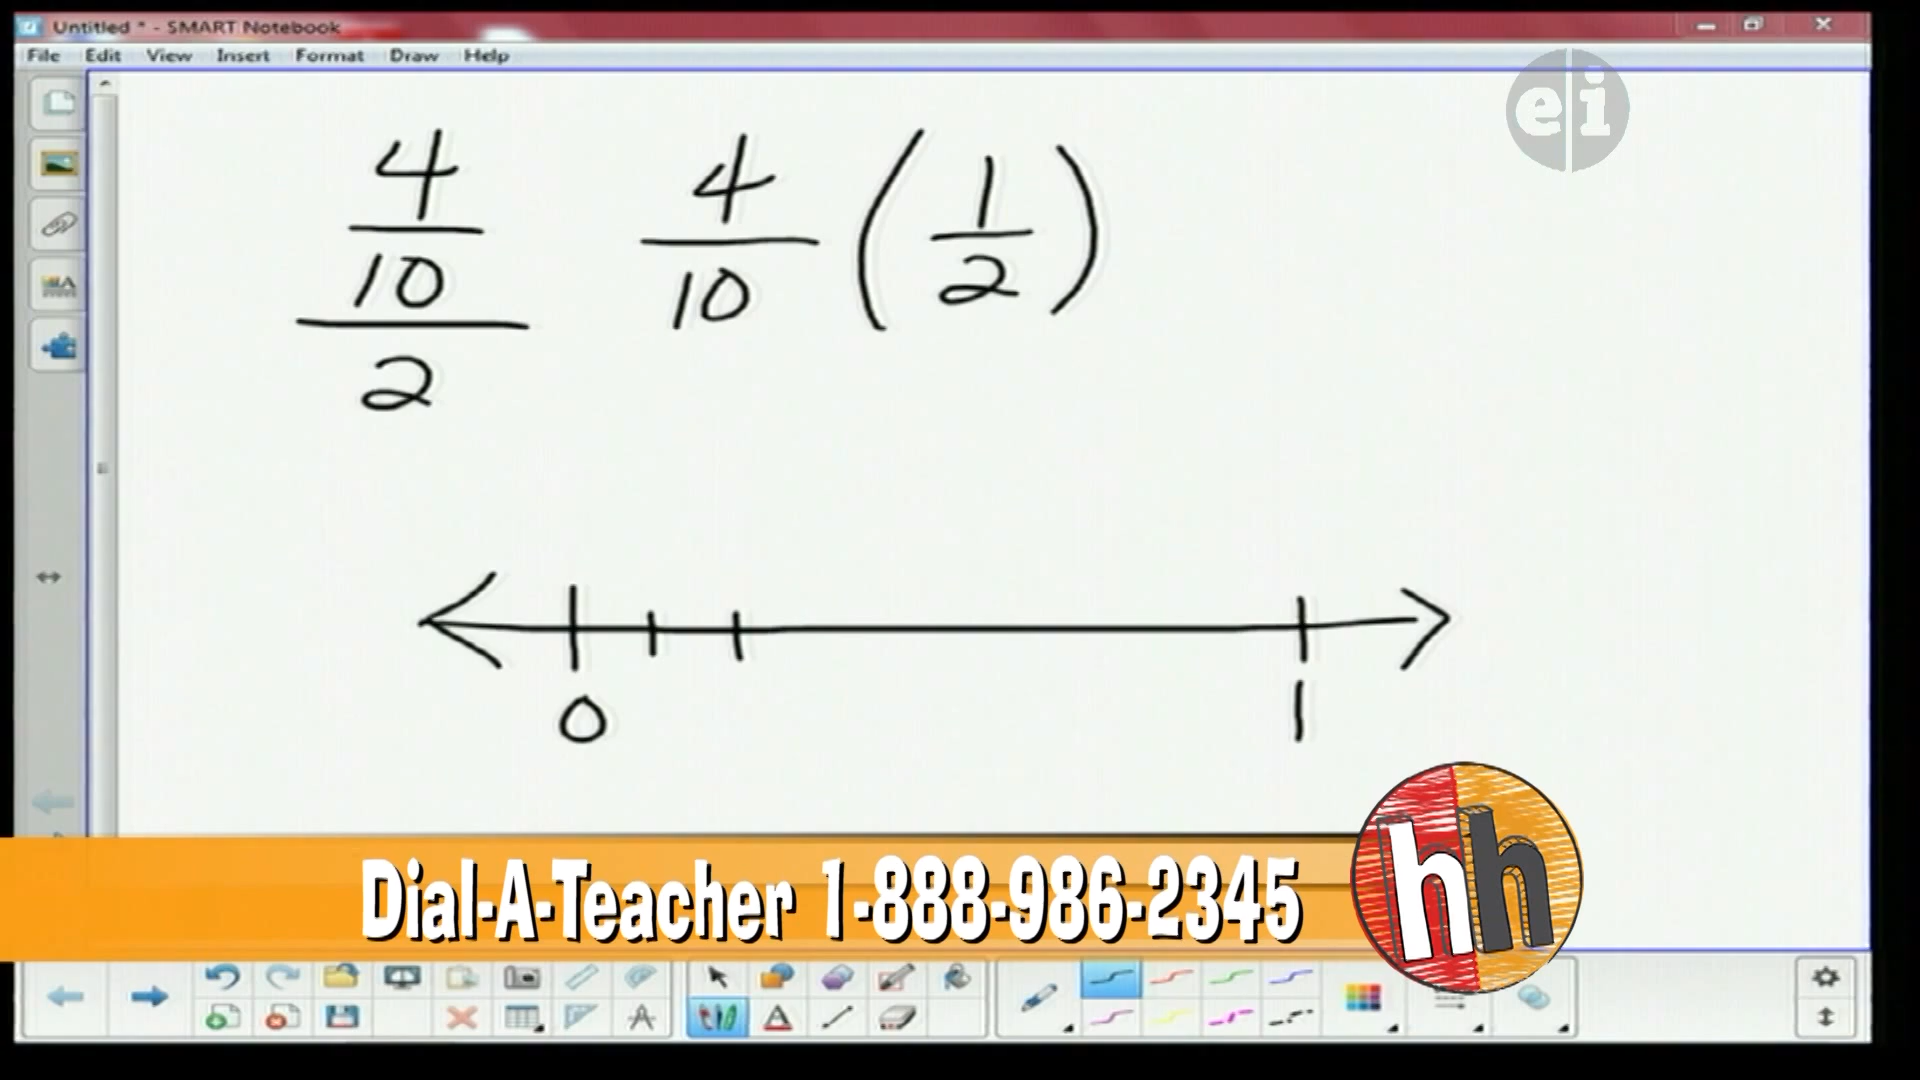 Untitled * - SMART Notebook
File Edit View Insert Format Draw Help
ei
4/10/2 4/10 (1/2)
0 1
Dial-A-Teacher 1-888-986-2345
hh